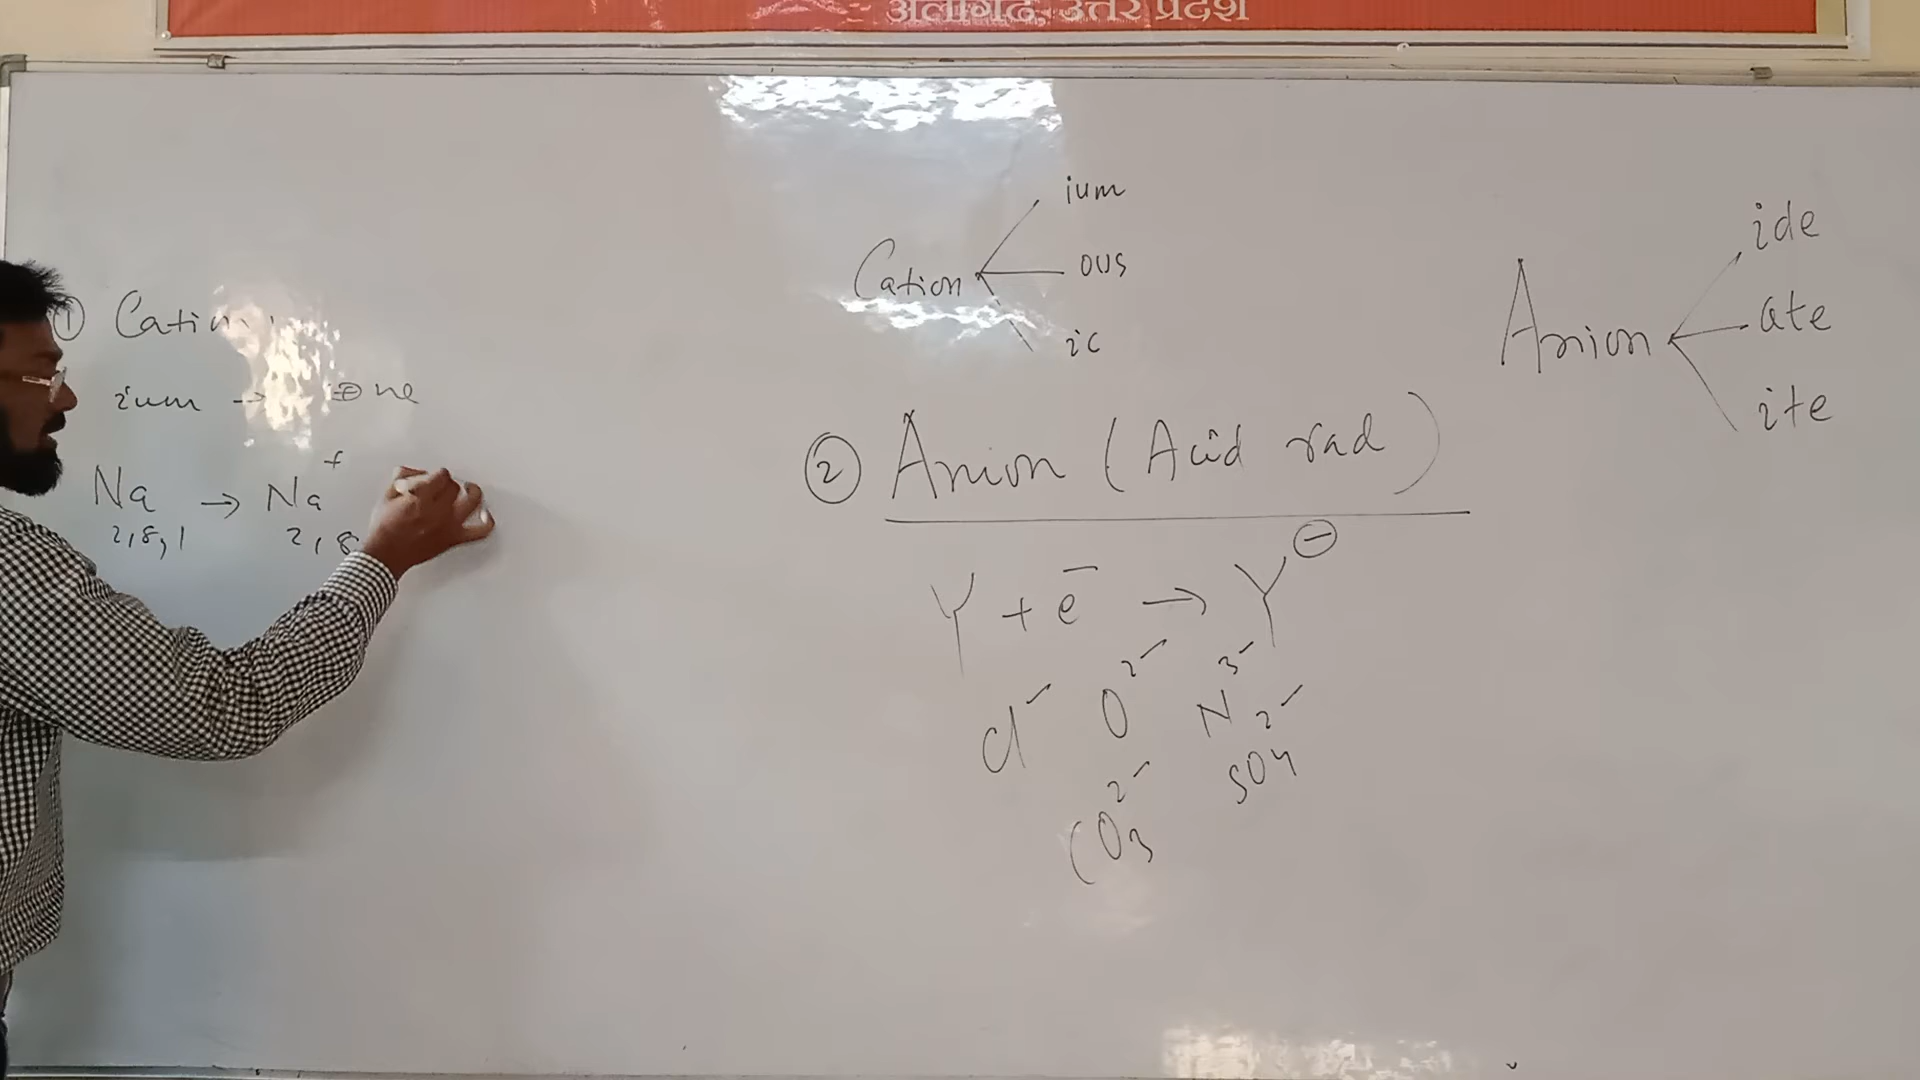 अलीगढ़, उत्तर प्रदेश
① Cation
ium → ⊕ ne
Na → Na⁺
2,8,1 2,8
Cation
ium
ous
ic
Anion
ide
ate
ite
② Anion (Acid rad)
Y + e⁻ → Y⊖
Cl⁻ O²⁻ N³⁻
CO₃²⁻ SO₄²⁻